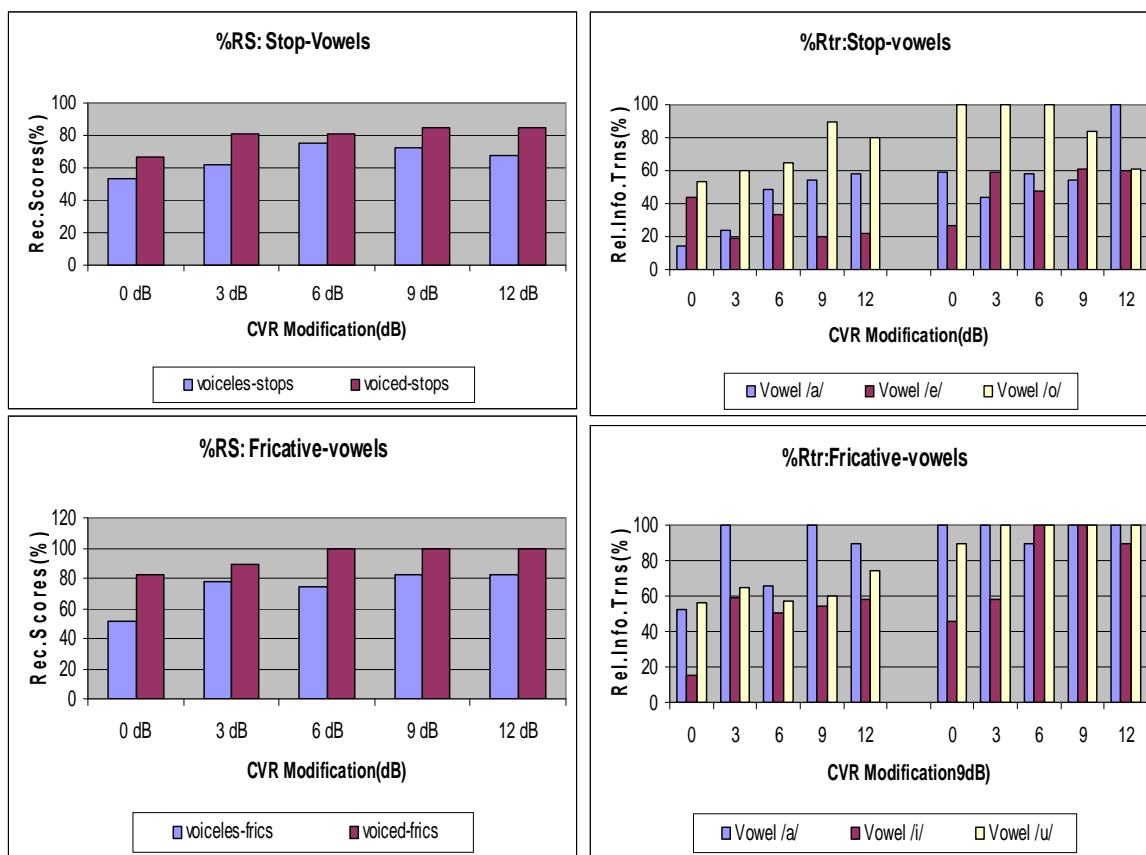 %RS: Stop-Vowels
Rec.Scores(%)
100
80
60
40
20
0
0 dB 3 dB 6 dB 9 dB 12 dB
CVR Modification(dB)
voiceles-stops voiced-stops
%Rtr:Stop-vowels
Rel.Info.Trns(%)
100
80
60
40
20
0
0 3 6 9 12 0 3 6 9 12
CVR Modification(dB)
Vowel /a/ Vowel /e/ Vowel /o/
%RS: Fricative-vowels
Rec.Scores(%)
120
100
80
60
40
20
0
0 dB 3 dB 6 dB 9 dB 12 dB
CVR Modification(dB)
voiceles-frics voiced-frics
%Rtr:Fricative-vowels
Rel.Info.Trns(%)
100
80
60
40
20
0
0 3 6 9 12 0 3 6 9 12
CVR Modification9dB)
Vowel /a/ Vowel /i/ Vowel /u/